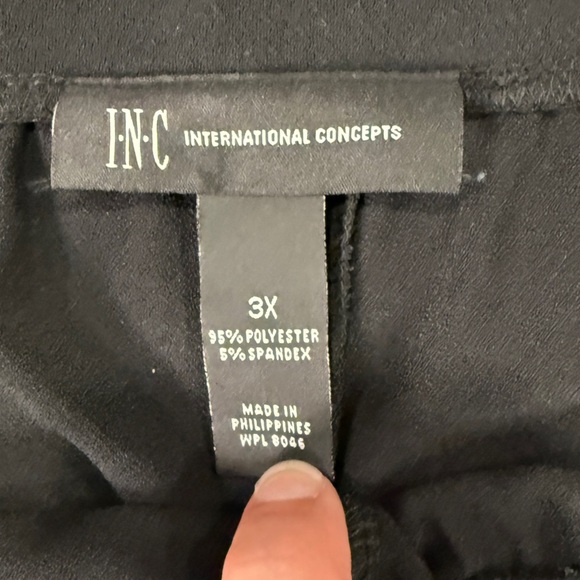 I·N·C INTERNATIONAL CONCEPTS
3X
95% POLYESTER
5% SPANDEX
MADE IN
PHILIPPINES
WPL 8046